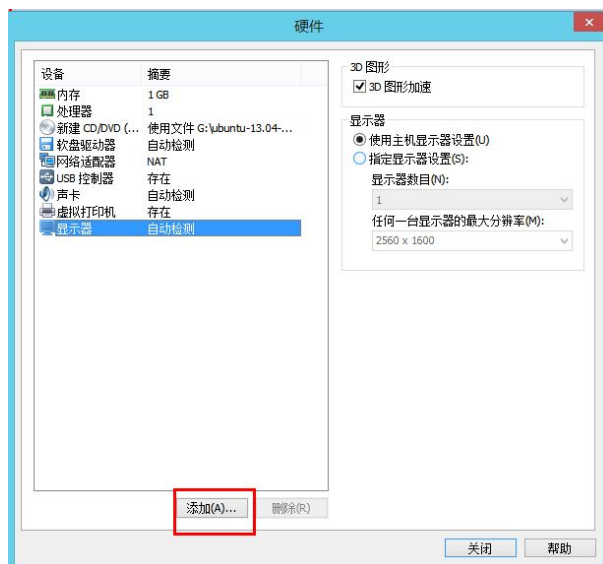 硬件
设备 摘要
内存 1 GB
处理器 1
新建 CD/DVD (... 使用文件 G:\ubuntu-13.04-...
软盘驱动器 自动检测
网络适配器 NAT
USB 控制器 存在
声卡 自动检测
虚拟打印机 存在
显示器 自动检测
添加(A)... 删除(R)
3D 图形
3D 图形加速
显示器
使用主机显示器设置(U)
指定显示器设置(S):
显示器数目(N):
1
任何一台显示器的最大分辨率(M):
2560 x 1600
关闭 帮助